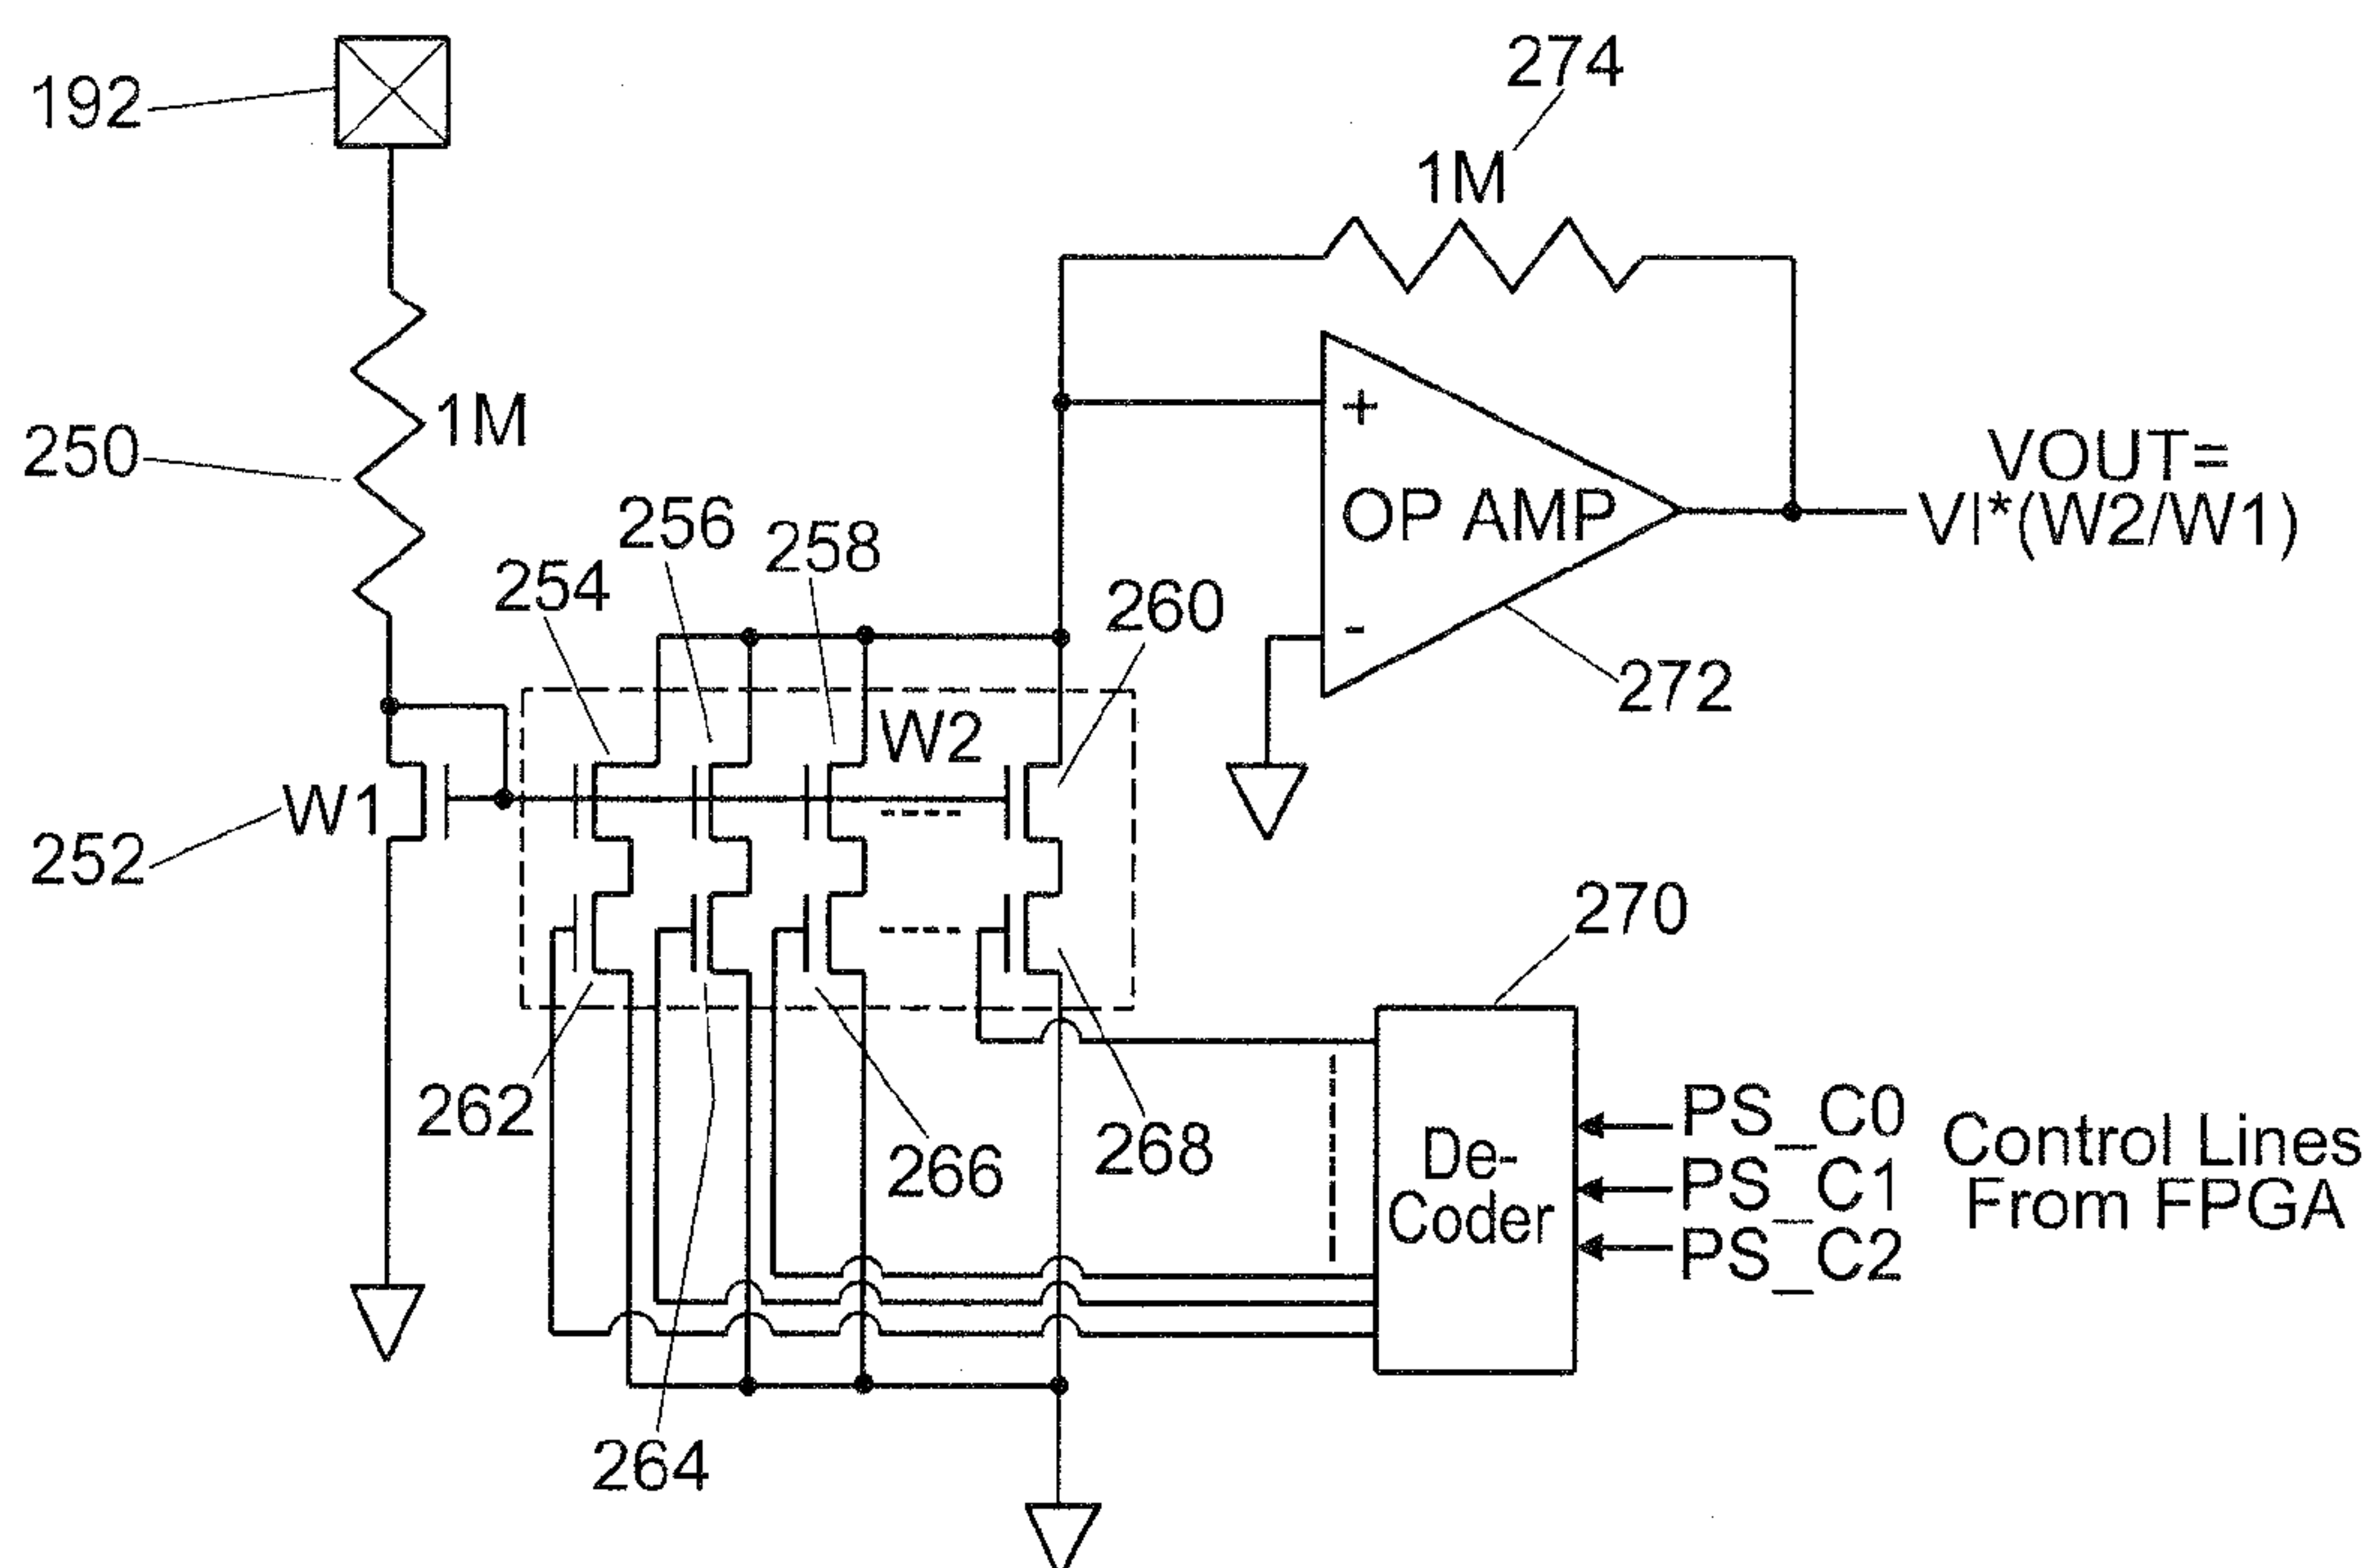 274
192
1M
1M
250
+
VOUT=
OP AMP
VI*(W2/W1)
256
258
254
260
-
272
W2
W1
252
270
262
PS_C0
Control Lines
268
De-
266
PS_C1
From FPGA
Coder
PS_C2
264